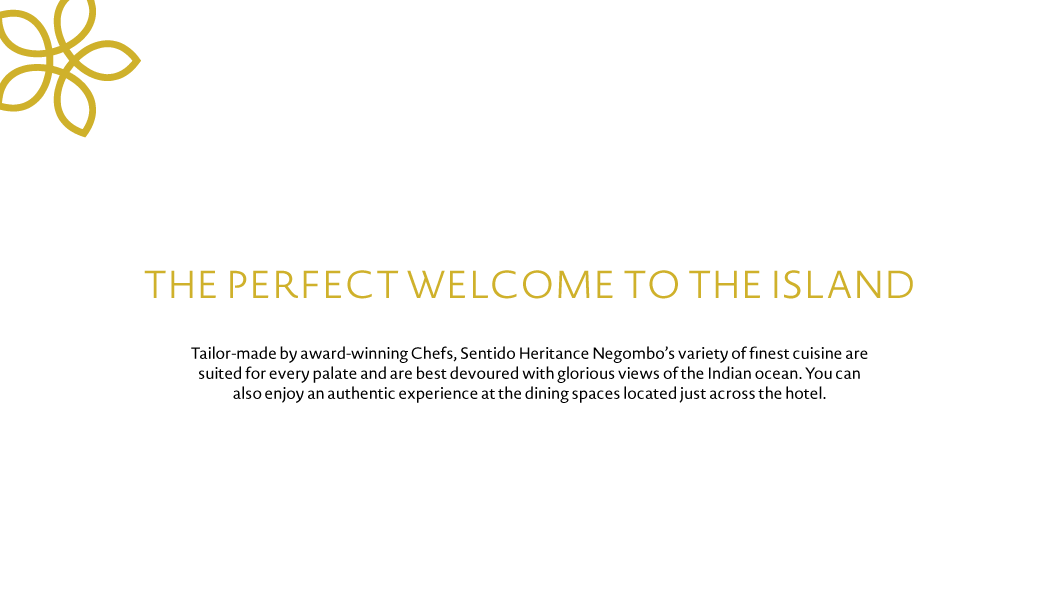 THE PERFECT WELCOME TO THE ISLAND
Tailor-made by award-winning Chefs, Sentido Heritance Negombo’s variety of finest cuisine are
suited for every palate and are best devoured with glorious views of the Indian ocean. You can
also enjoy an authentic experience at the dining spaces located just across the hotel.